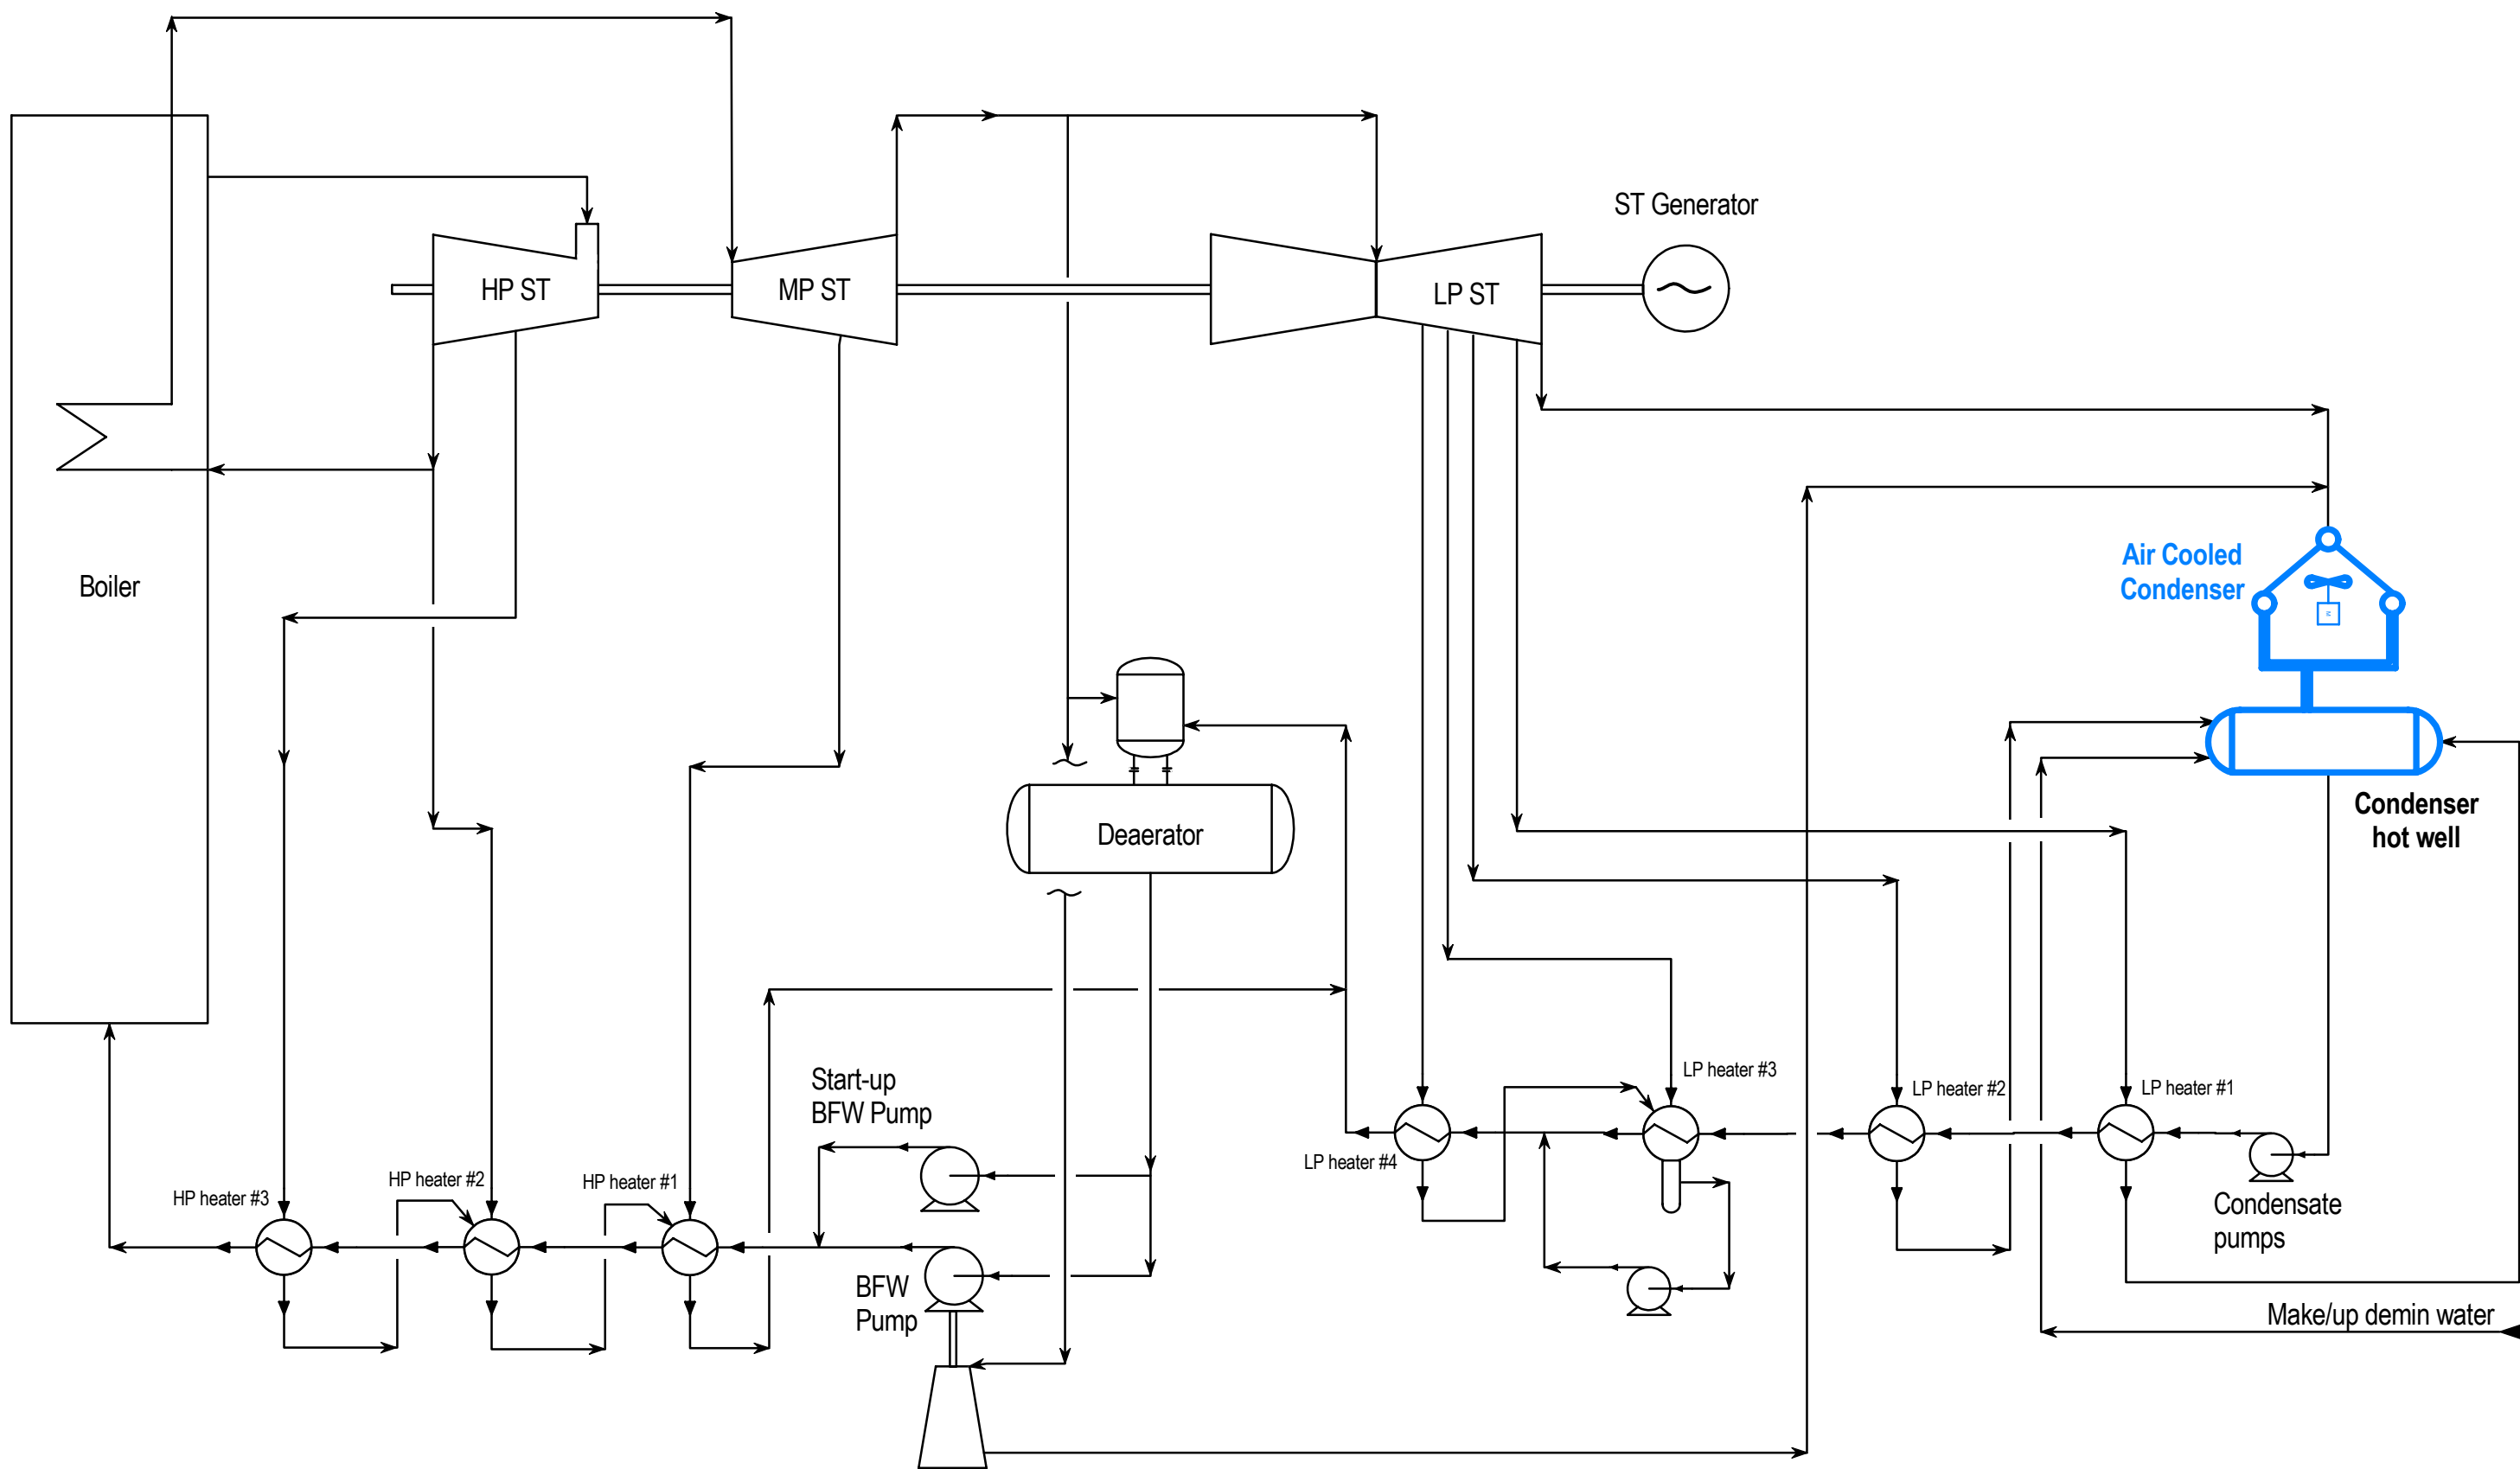 ST Generator
HP ST
MP ST
LP ST
Boiler
Air Cooled
Condenser
M
Condenser
hot well
Deaerator
Start-up
BFW Pump
LP heater #3
LP heater #2
LP heater #1
LP heater #4
HP heater #3
HP heater #2
HP heater #1
Condensate
pumps
BFW
Pump
Make/up demin water